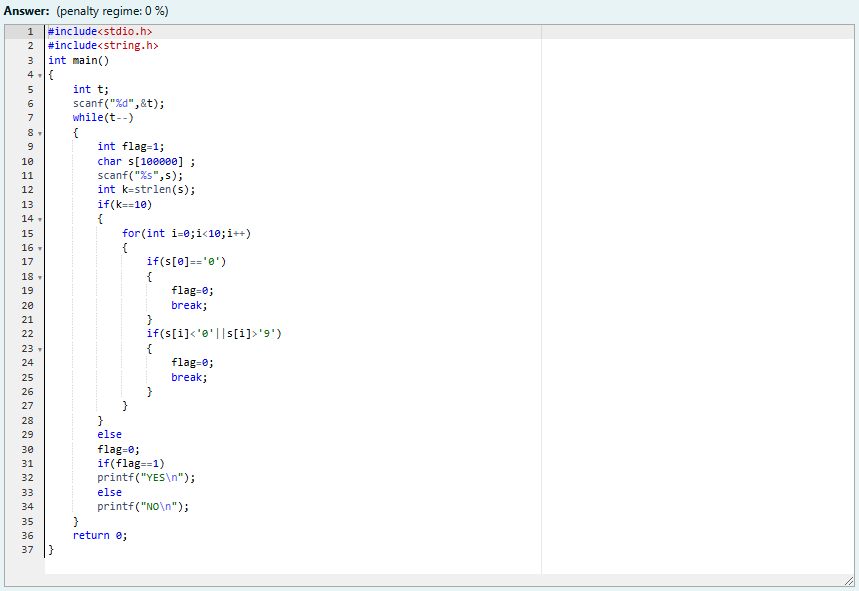 Answer: (penalty regime: 0 %)
1 #include<stdio.h>
2 #include<string.h>
3 int main()
4 {
5     int t;
6     scanf("%d",&t);
7     while(t--)
8     {
9         int flag=1;
10         char s[100000] ;
11         scanf("%s",s);
12         int k=strlen(s);
13         if(k==10)
14         {
15             for(int i=0;i<10;i++)
16             {
17                 if(s[0]=='0')
18                 {
19                     flag=0;
20                     break;
21                 }
22                 if(s[i]<'0'||s[i]>'9')
23                 {
24                     flag=0;
25                     break;
26                 }
27             }
28         }
29         else
30         flag=0;
31         if(flag==1)
32         printf("YES\n");
33         else
34         printf("NO\n");
35     }
36     return 0;
37 }